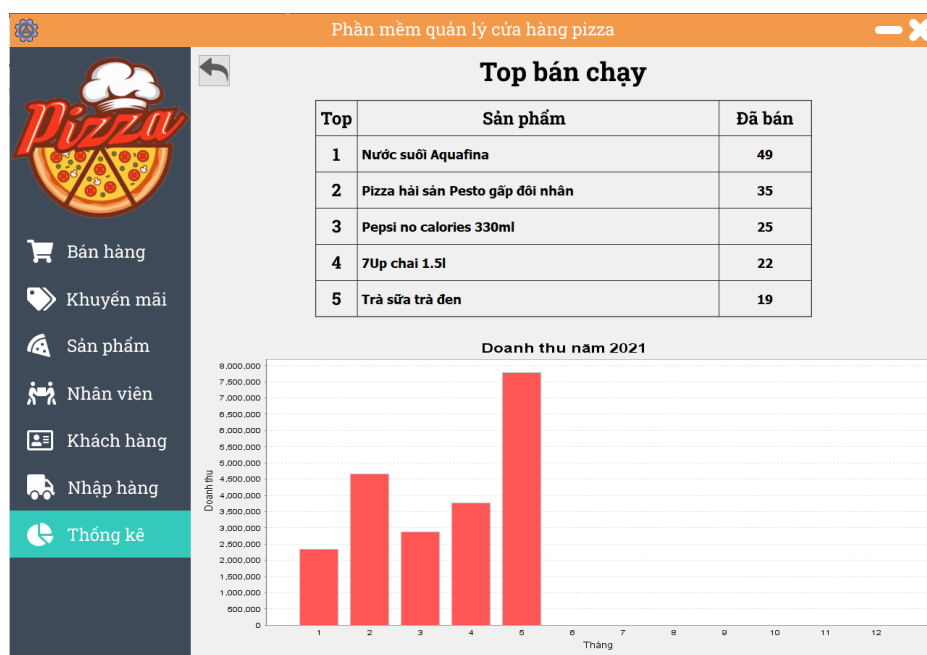 Phần mềm quản lý cửa hàng pizza
Pizza
Bán hàng
Khuyến mãi
Sản phẩm
Nhân viên
Khách hàng
Nhập hàng
Thống kê
Top bán chạy
Top Sản phẩm Đã bán
1 Nước suối Aquafina 49
2 Pizza hải sản Pesto gấp đôi nhân 35
3 Pepsi no calories 330ml 25
4 7Up chai 1.5l 22
5 Trà sữa trà đen 19
Doanh thu năm 2021
Doanh thu
8,000,000
7,500,000
7,000,000
6,500,000
6,000,000
5,500,000
5,000,000
4,500,000
4,000,000
3,500,000
3,000,000
2,500,000
2,000,000
1,500,000
1,000,000
500,000
0
1 2 3 4 5 6 7 8 9 10 11 12
Tháng